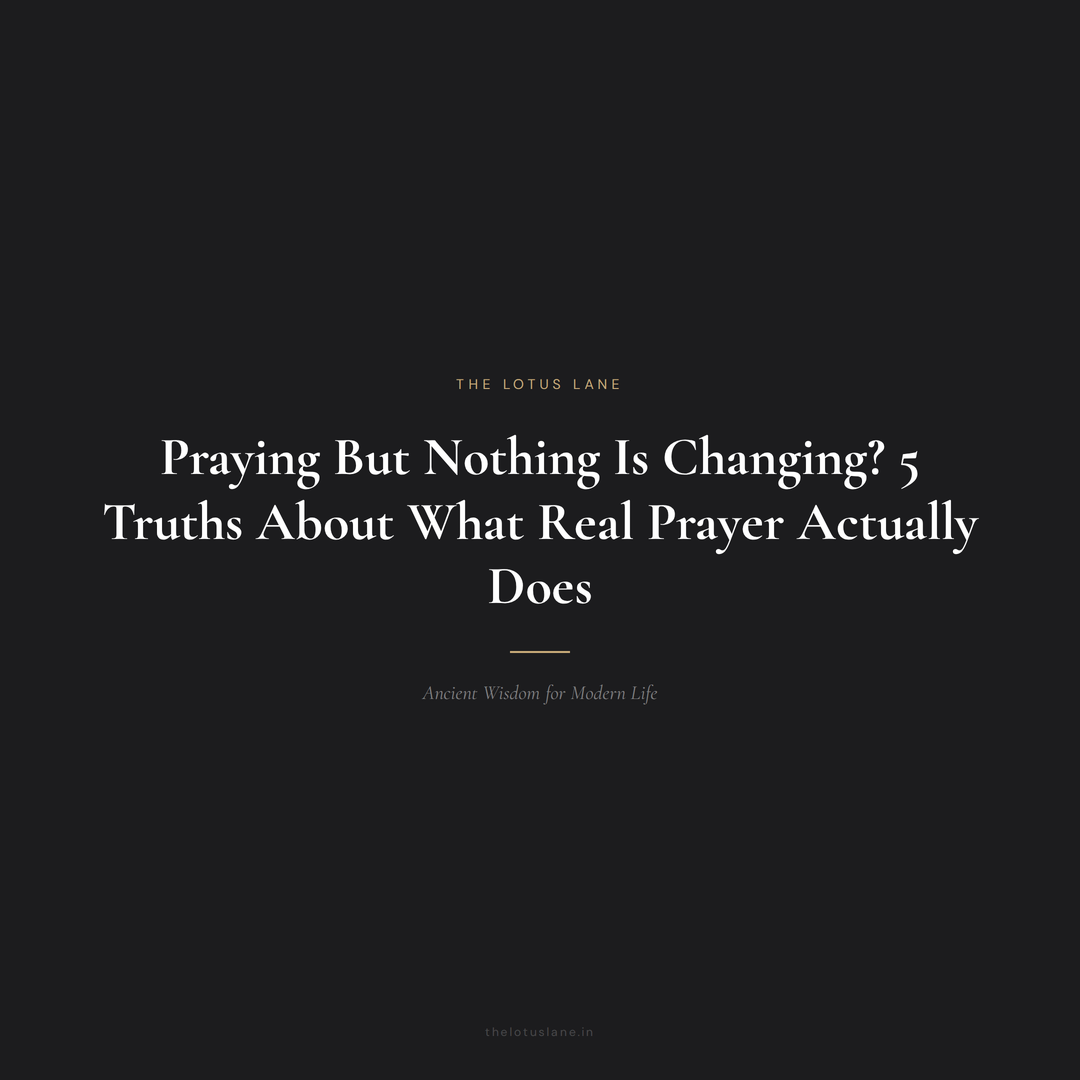 THE LOTUS LANE
Praying But Nothing Is Changing? 5
Truths About What Real Prayer Actually
Does
Ancient Wisdom for Modern Life
thelotuslane.in